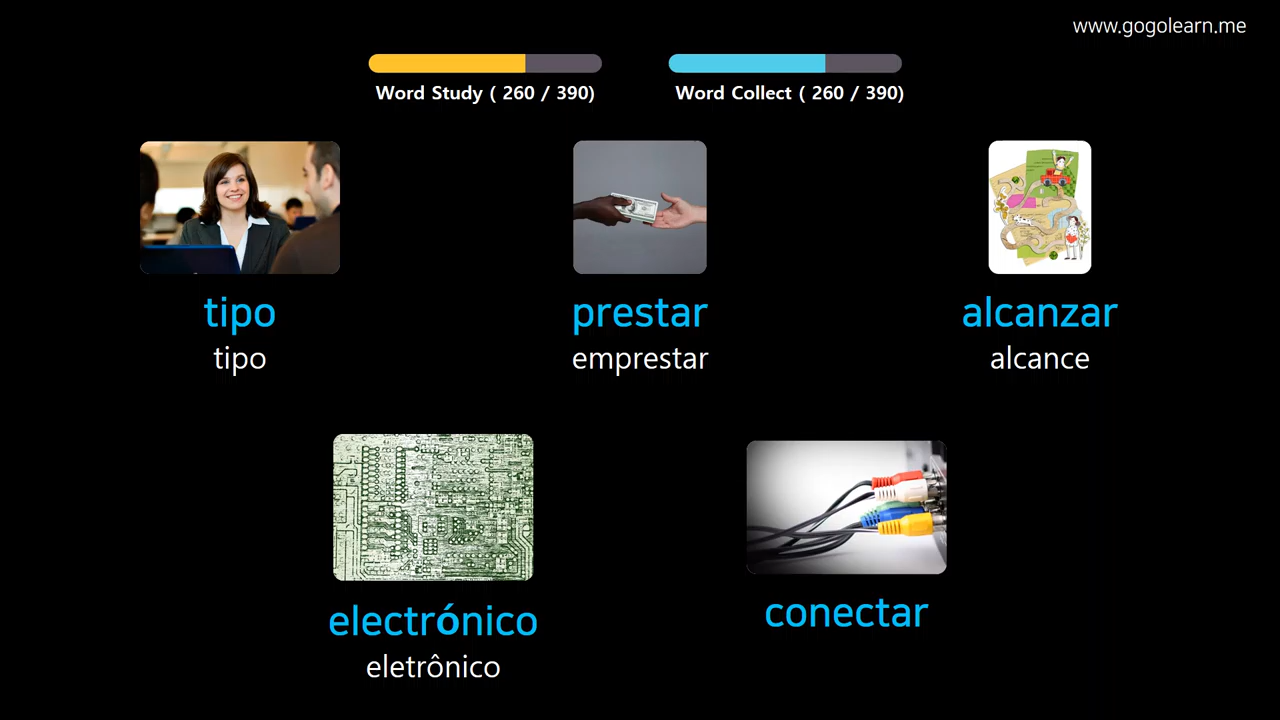 www.gogolearn.me
Word Study ( 260 / 390)
Word Collect ( 260 / 390)
tipo
tipo
prestar
emprestar
alcanzar
alcance
electrónico
eletrônico
conectar